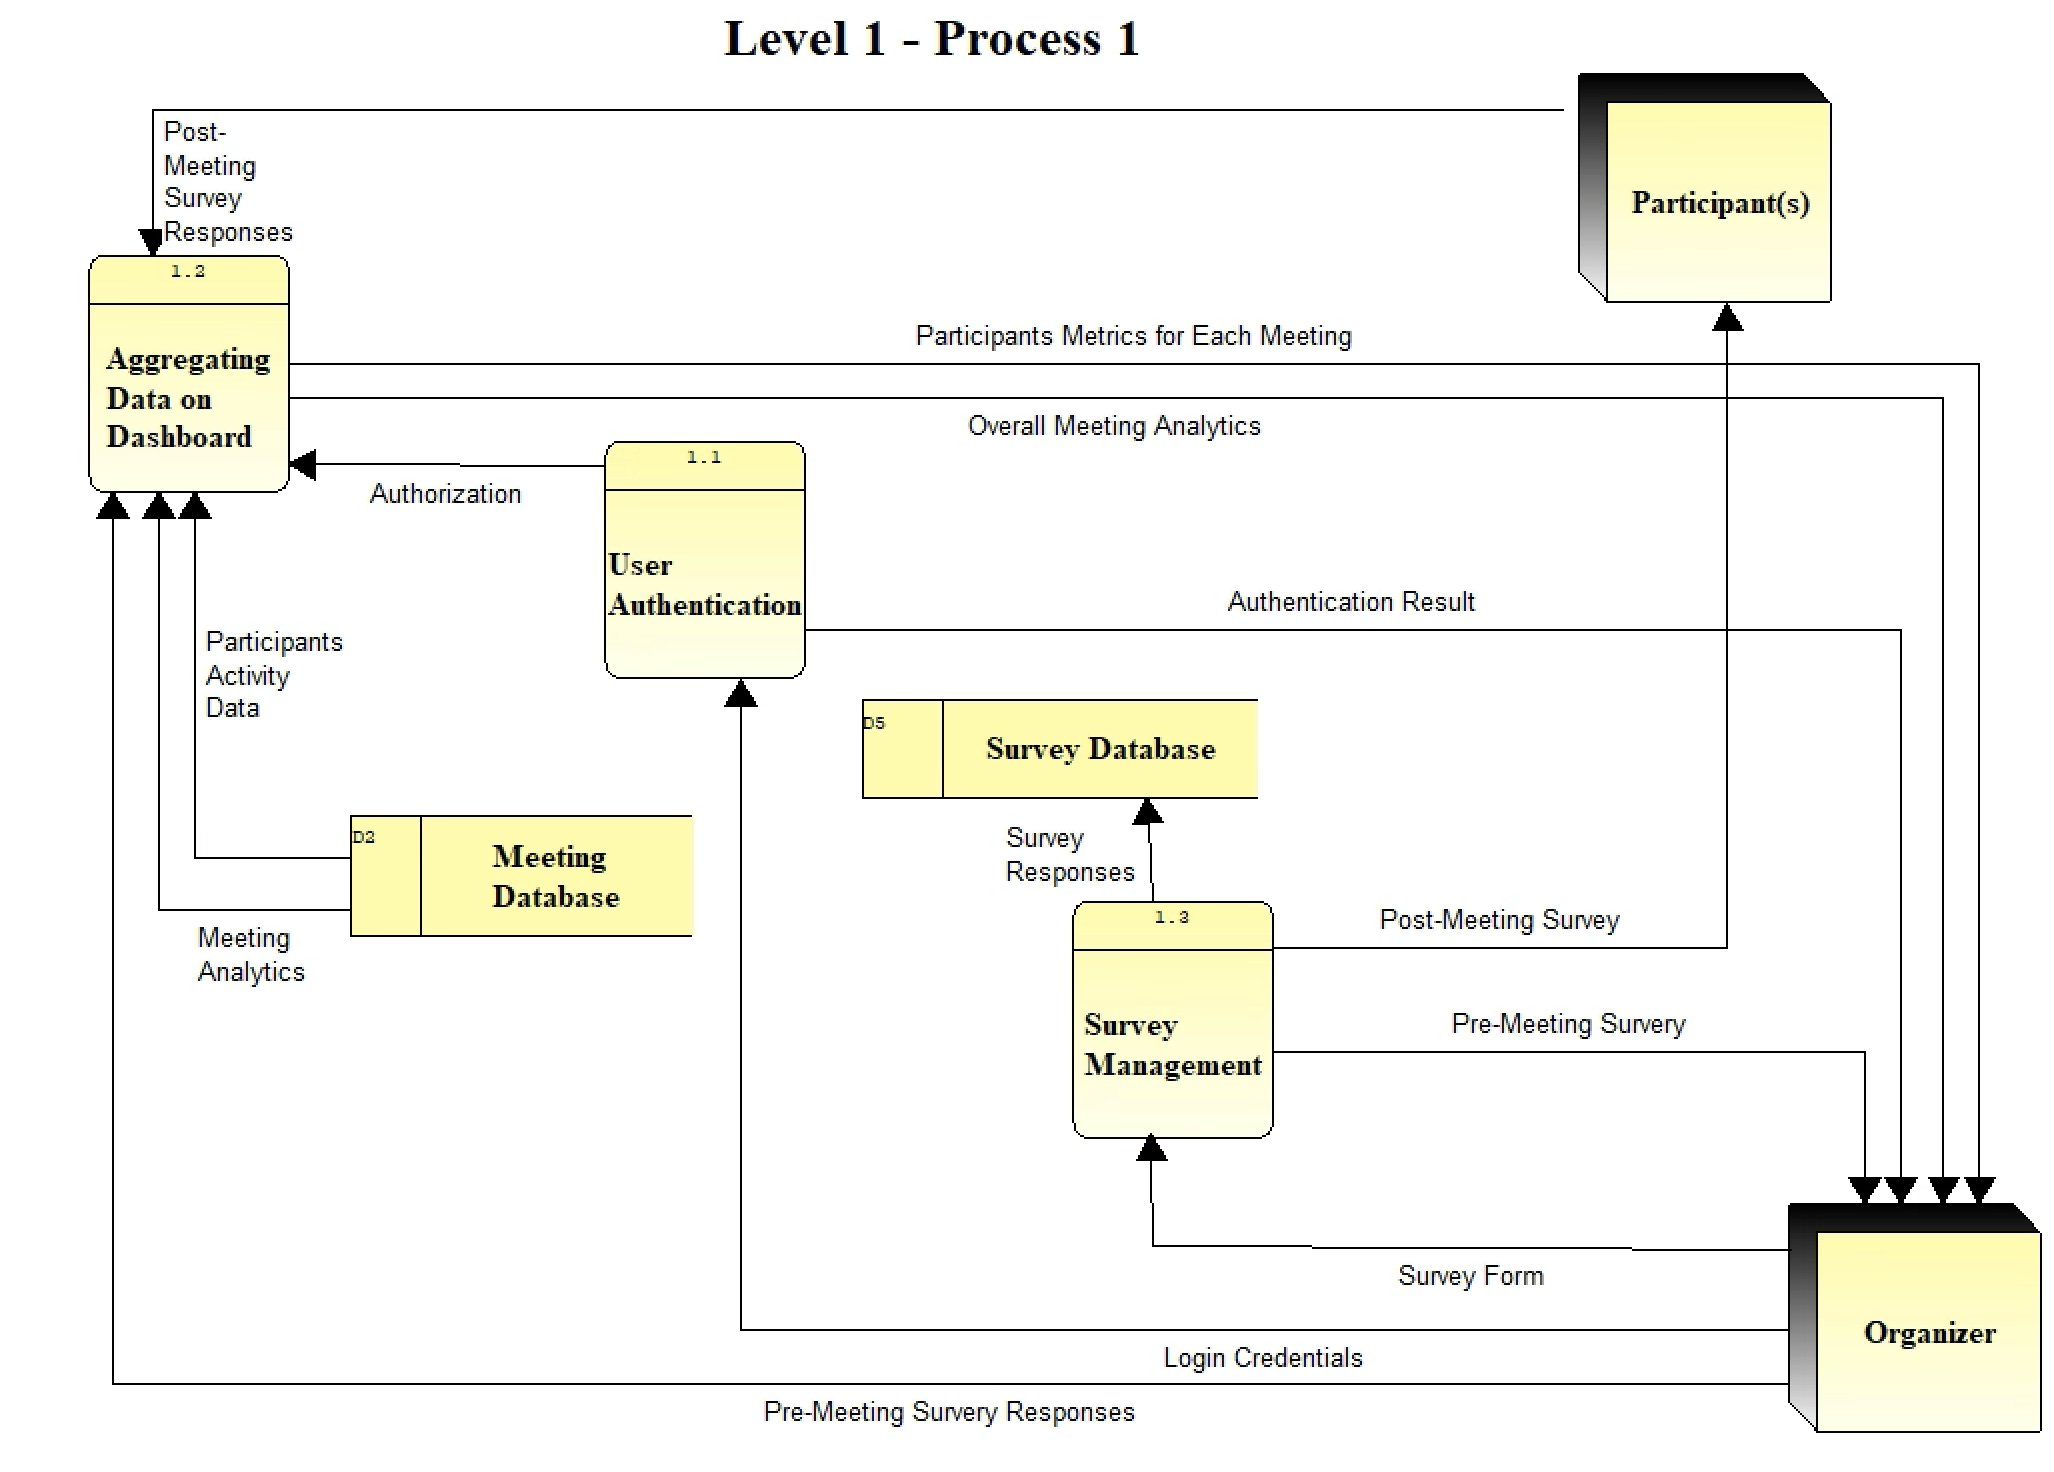 Level 1 - Process 1
Post-
Meeting
Survey
Responses
Participant(s)
1.2
Aggregating
Data on
Dashboard
Participants Metrics for Each Meeting
Overall Meeting Analytics
1.1
Authorization
User
Authentication
Authentication Result
Participants
Activity
Data
D5
Survey Database
D2
Meeting
Database
Survey
Responses
1.3
Post-Meeting Survey
Meeting
Analytics
Survey
Management
Pre-Meeting Survery
Survey Form
Organizer
Login Credentials
Pre-Meeting Survery Responses